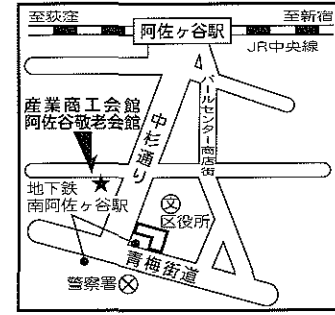 至荻窪
至新宿
阿佐ヶ谷駅
JR中央線
産業商工会館
阿佐谷敬老会館
中杉通り
パールセンター商店街
地下鉄
南阿佐ヶ谷駅
文
区役所
青梅街道
警察署